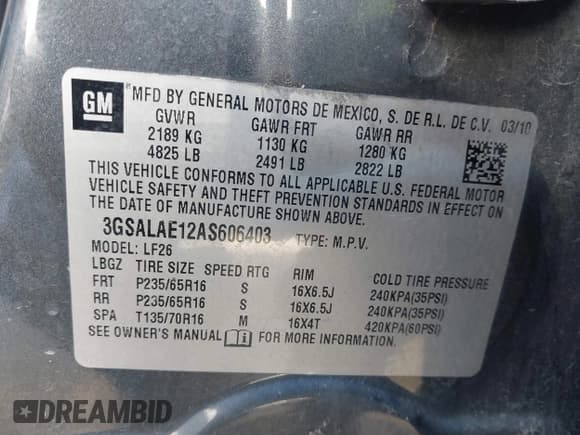 GM
MFD BY GENERAL MOTORS DE MEXICO, S. DE R.L. DE C.V. 03/10
GVWR GAWR FRT GAWR RR
2189 KG 1130 KG 1280 KG
4825 LB 2491 LB 2822 LB
THIS VEHICLE CONFORMS TO ALL APPLICABLE U.S. FEDERAL MOTOR
VEHICLE SAFETY AND THEFT PREVENTION STANDARDS IN EFFECT ON
THE DATE OF MANUFACTURE SHOWN ABOVE.
3GSALAE12AS606403 TYPE: M.P.V.
MODEL: LF26
LBGZ TIRE SIZE SPEED RTG RIM COLD TIRE PRESSURE
FRT P235/65R16 S 16X6.5J 240KPA(35PSI)
RR P235/65R16 S 16X6.5J 240KPA(35PSI)
SPA T135/70R16 M 16X4T 420KPA(60PSI)
SEE OWNER'S MANUAL FOR MORE INFORMATION.
DREAMBID